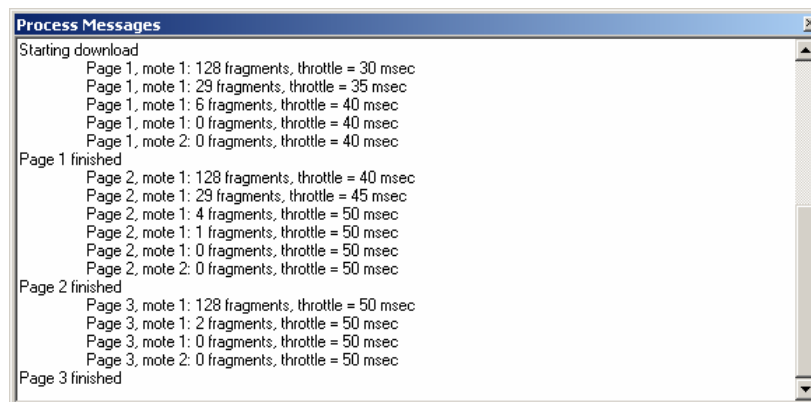 Process Messages
Starting download
Page 1, mote 1: 128 fragments, throttle = 30 msec
Page 1, mote 1: 29 fragments, throttle = 35 msec
Page 1, mote 1: 6 fragments, throttle = 40 msec
Page 1, mote 1: 0 fragments, throttle = 40 msec
Page 1, mote 2: 0 fragments, throttle = 40 msec
Page 1 finished
Page 2, mote 1: 128 fragments, throttle = 40 msec
Page 2, mote 1: 29 fragments, throttle = 45 msec
Page 2, mote 1: 4 fragments, throttle = 50 msec
Page 2, mote 1: 1 fragments, throttle = 50 msec
Page 2, mote 1: 0 fragments, throttle = 50 msec
Page 2, mote 2: 0 fragments, throttle = 50 msec
Page 2 finished
Page 3, mote 1: 128 fragments, throttle = 50 msec
Page 3, mote 1: 2 fragments, throttle = 50 msec
Page 3, mote 1: 0 fragments, throttle = 50 msec
Page 3, mote 2: 0 fragments, throttle = 50 msec
Page 3 finished